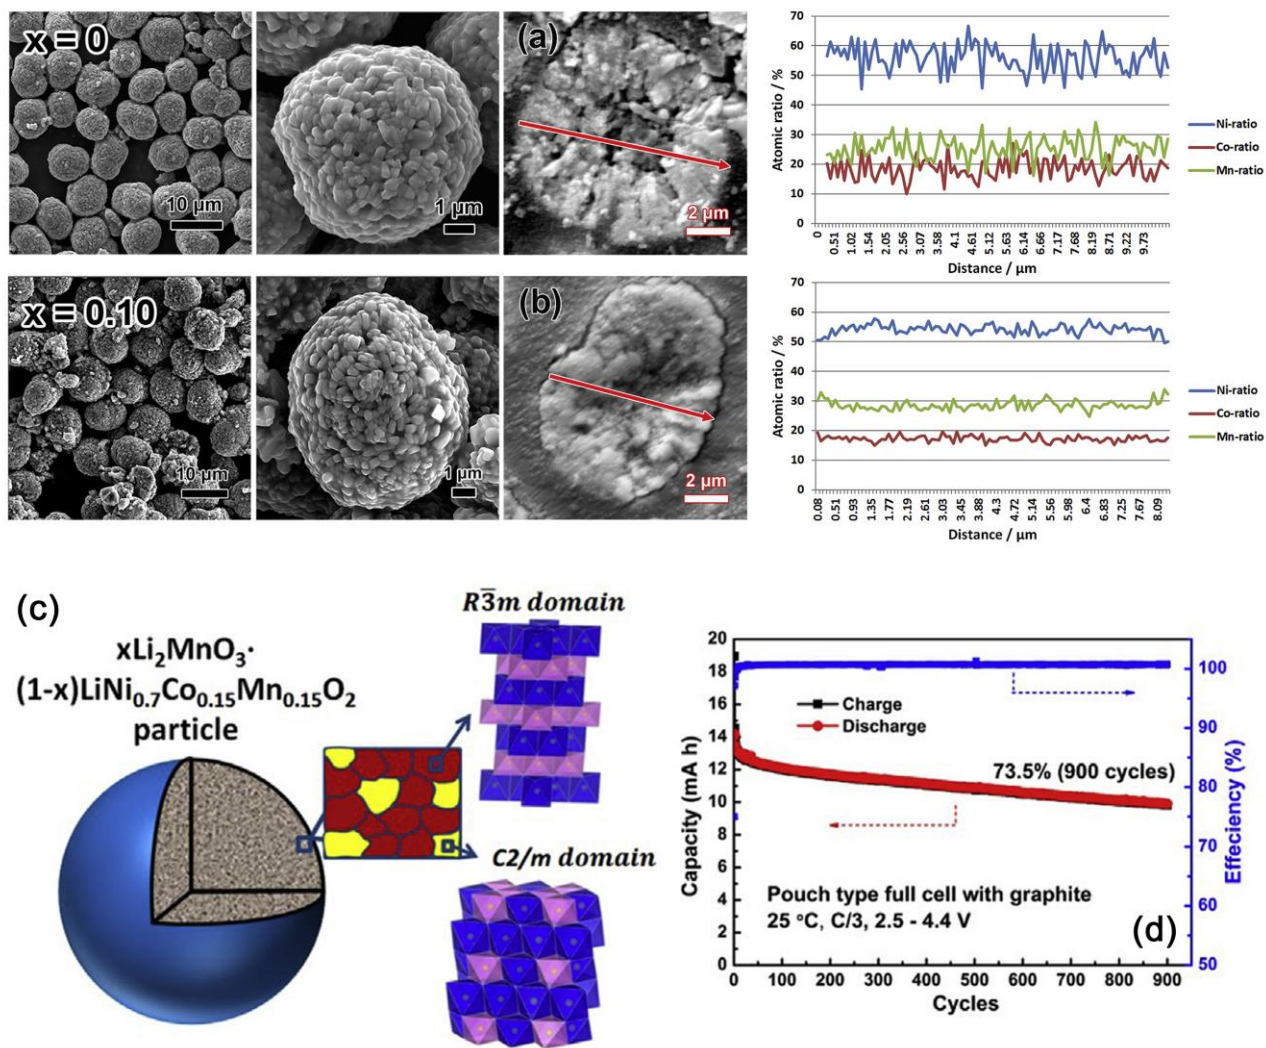 x = 0
10 µm
1 µm
(a)
2 µm
70
60
50
40
30
20
10
0
Atomic ratio / %
0
0.51
1.02
1.54
2.05
2.56
3.07
3.58
4.1
4.61
5.12
5.63
6.14
6.66
7.17
7.68
8.19
8.71
9.22
9.73
Distance / µm
Ni-ratio
Co-ratio
Mn-ratio
x = 0.10
10 µm
1 µm
(b)
2 µm
70
60
50
40
30
20
10
0
Atomic ratio / %
0.08
0.51
0.93
1.35
1.77
2.19
2.61
3.03
3.45
3.88
4.3
4.72
5.14
5.56
5.98
6.4
6.83
7.25
7.67
8.09
Distance / µm
Ni-ratio
Co-ratio
Mn-ratio
(c)
xLi₂MnO₃·
(1-x)LiNi₀.₇Co₀.₁₅Mn₀.₁₅O₂
particle
R3̅m domain
C2/m domain
20
18
16
14
12
10
8
6
4
2
0
Capacity (mA h)
Charge
Discharge
73.5% (900 cycles)
Pouch type full cell with graphite
25 °C, C/3, 2.5 - 4.4 V
(d)
0 100 200 300 400 500 600 700 800 900
Cycles
100
90
80
70
60
50
Effeciency (%)